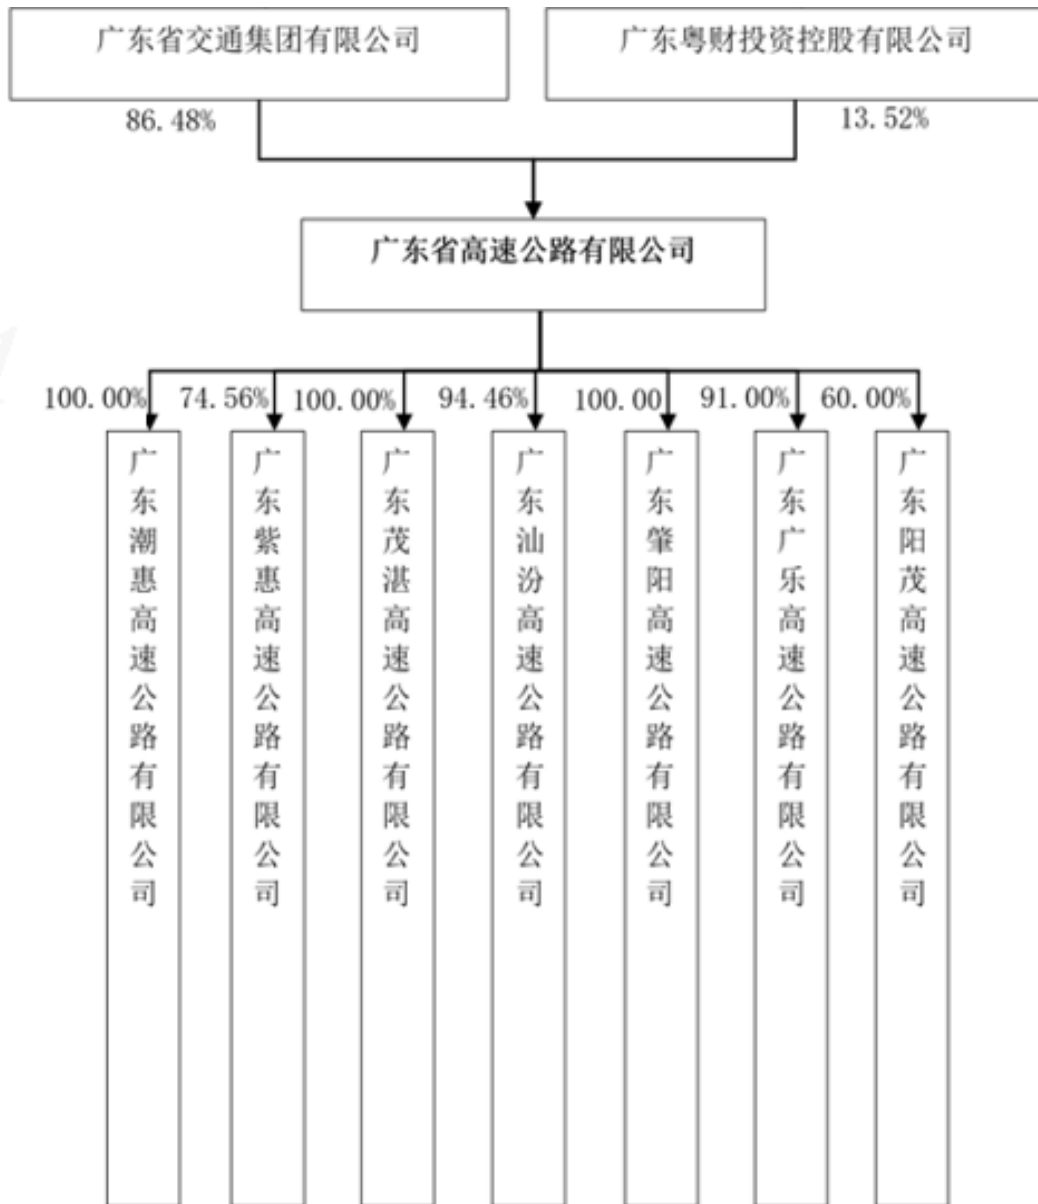 广东省交通集团有限公司
广东粤财投资控股有限公司
86.48%
13.52%
广东省高速公路有限公司
100.00%
74.56%
100.00%
94.46%
100.00
91.00%
60.00%
广东潮惠高速公路有限公司
广东紫惠高速公路有限公司
广东茂湛高速公路有限公司
广东汕汾高速公路有限公司
广东肇阳高速公路有限公司
广东广乐高速公路有限公司
广东阳茂高速公路有限公司